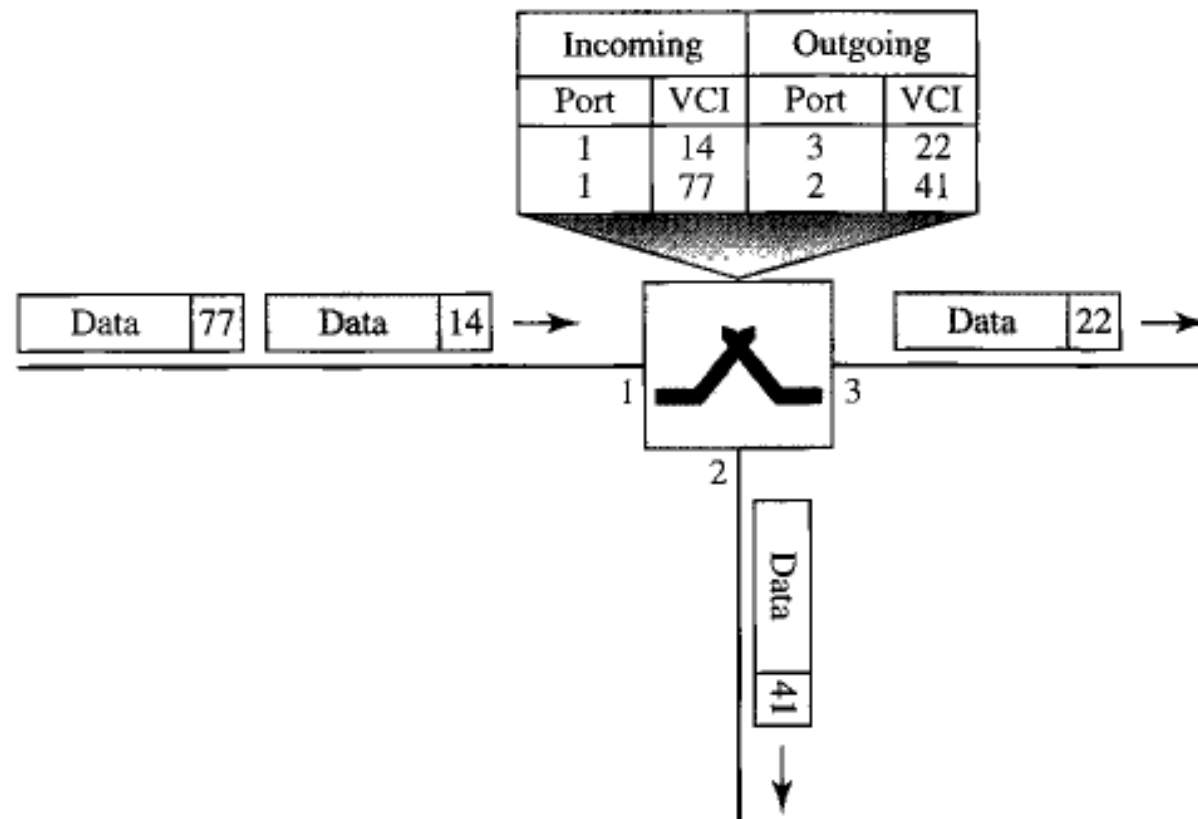 Incoming Outgoing
Port VCI Port VCI
1 14 3 22
1 77 2 41
Data 77 Data 14 Data 22
1 3
2
Data 41